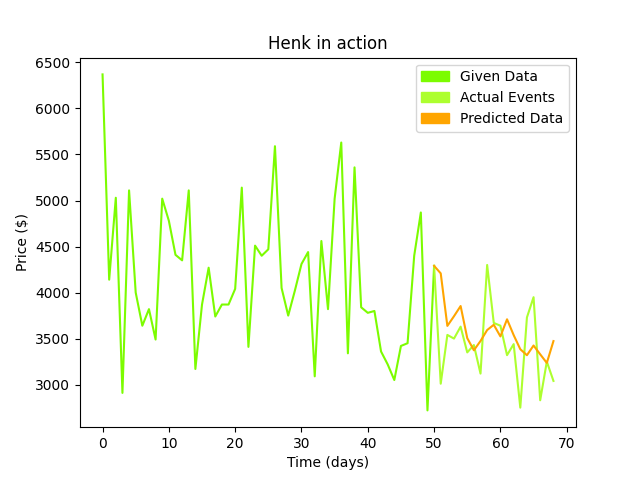 Henk in action
6500
6000
5500
5000
4500
4000
3500
3000
Price ($)
Given Data
Actual Events
Predicted Data
0 10 20 30 40 50 60 70
Time (days)